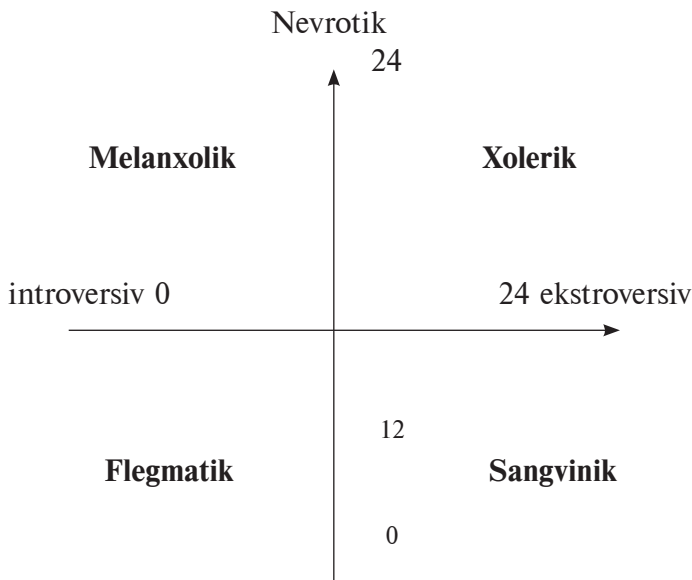 Nevrotik
24
Melanxolik Xolerik
introversiv 0 24 ekstroversiv
12
Flegmatik Sangvinik
0